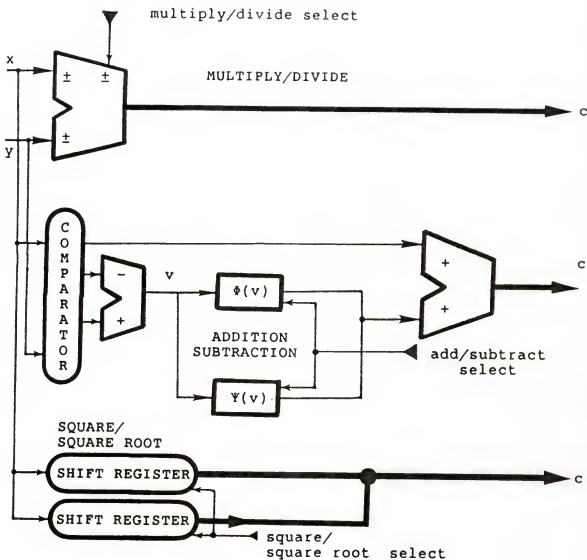 multiply/divide select
x
± ±
MULTIPLY/DIVIDE
c
±
y
COMPARATOR
+
c
-
v
Φ(v)
+
+
ADDITION
SUBTRACTION
add/subtract
select
Ψ(v)
SQUARE/
SQUARE ROOT
SHIFT REGISTER
c
SHIFT REGISTER
square/
square root select